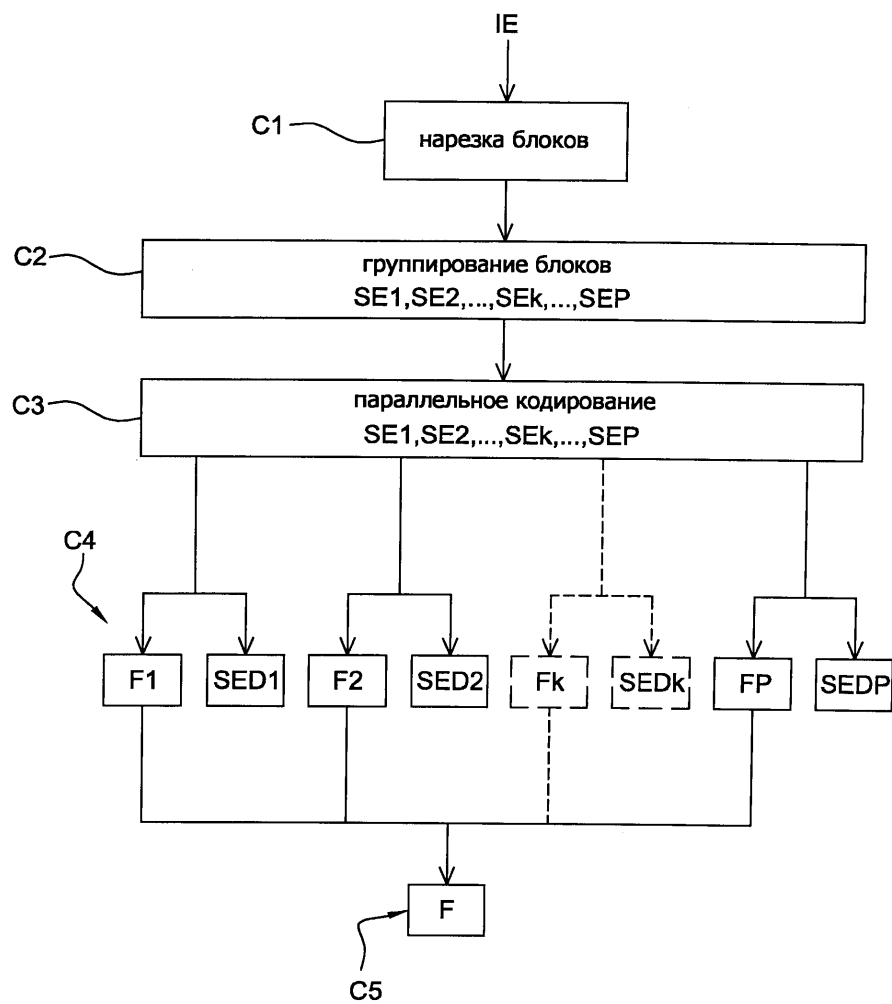 IE
C1
нарезка блоков
C2
группирование блоков
SE1,SE2,...,SEk,...,SEP
C3
параллельное кодирование
SE1,SE2,...,SEk,...,SEP
C4
F1
SED1
F2
SED2
Fk
SEDk
FP
SEDP
F
C5